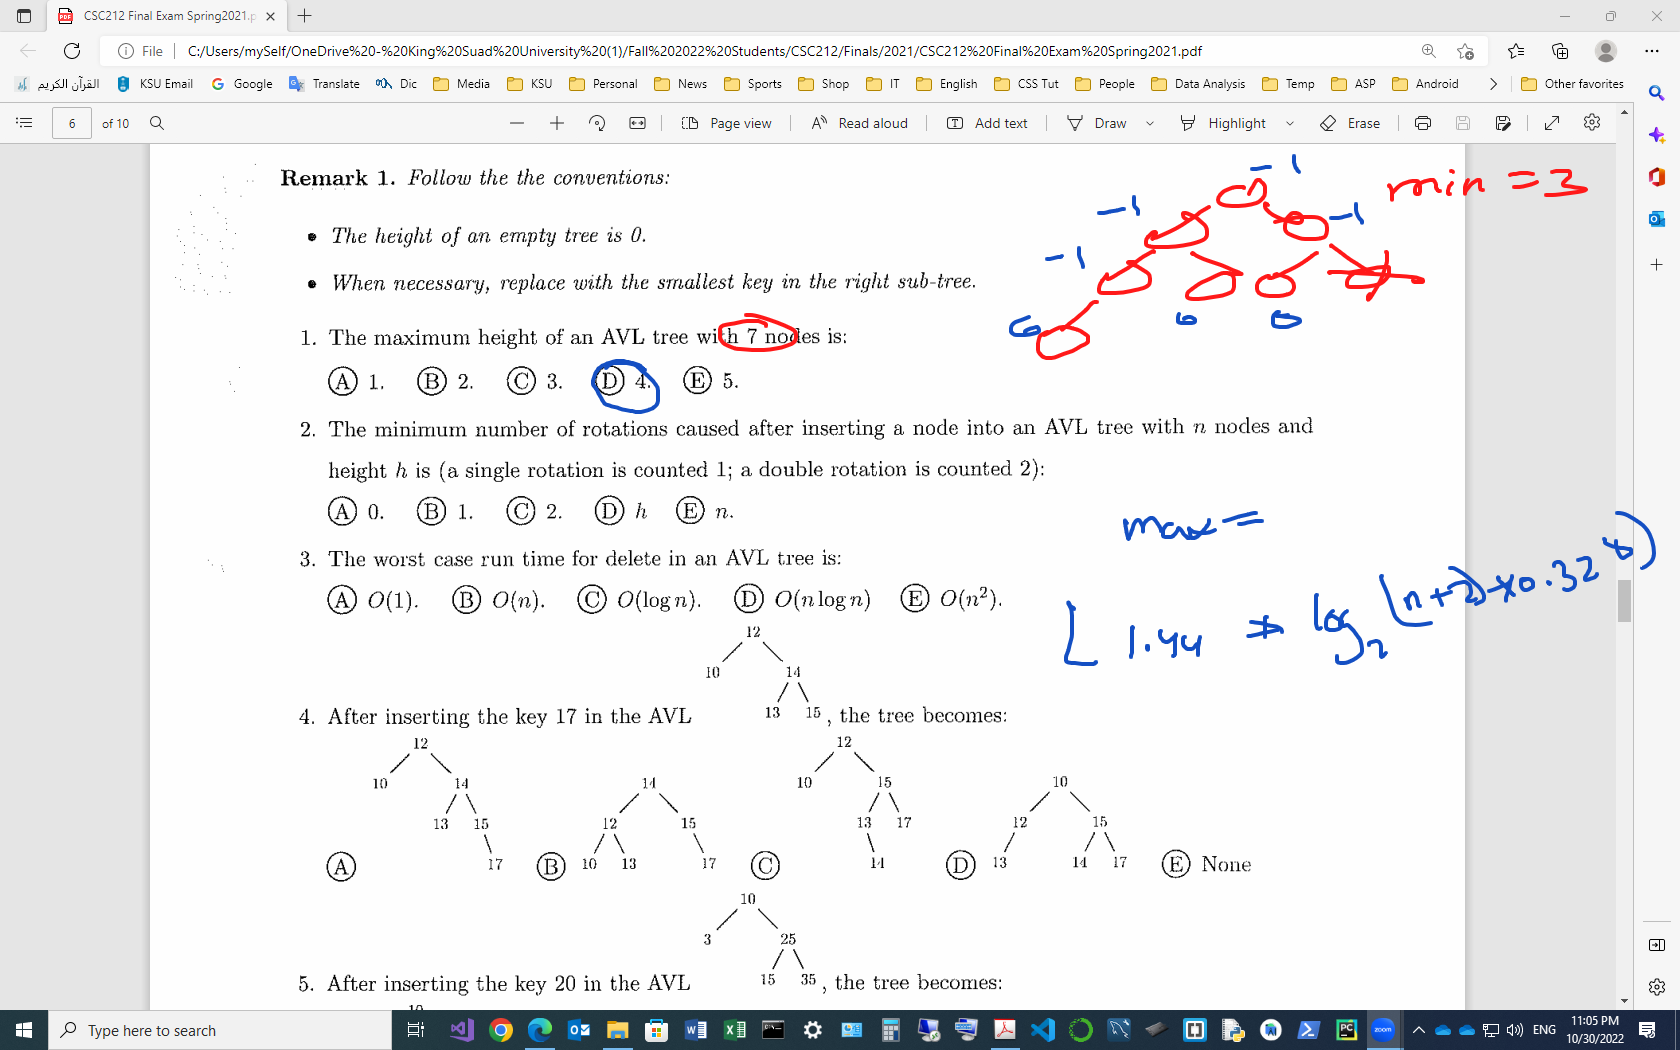 CSC212 Final Exam Spring2021.p
File
C:/Users/mySelf/OneDrive%20-%20King%20Suad%20University%20(1)/Fall%202022%20Students/CSC212/Finals/2021/CSC212%20Final%20Exam%20Spring2021.pdf
القرآن الكريم KSU Email Google Translate Dic Media KSU Personal News Sports Shop IT English CSS Tut People Data Analysis Temp ASP Android Other favorites
6 of 10 Page view Read aloud Add text Draw Highlight Erase
Remark 1. Follow the the conventions:
-1
min = 3
-1 -1
• The height of an empty tree is 0.
-1
• When necessary, replace with the smallest key in the right sub-tree.
0 0 0
1. The maximum height of an AVL tree with 7 nodes is:
A 1. B 2. C 3. D 4. E 5.
2. The minimum number of rotations caused after inserting a node into an AVL tree with n nodes and
height h is (a single rotation is counted 1; a double rotation is counted 2):
A 0. B 1. C 2. D h E n.
max =
3. The worst case run time for delete in an AVL tree is:
A O(1). B O(n). C O(log n). D O(n log n) E O(n²).
1.44 * log₂ (n+2)
12
10 14
13 15
4. After inserting the key 17 in the AVL , the tree becomes:
12 14 12 10
10 14 12 15 10 15 12 15
13 15 10 13 17 13 17 13 14 17
17 14
A B C D E None
10
3 25
15 35
5. After inserting the key 20 in the AVL , the tree becomes:
10
Type here to search
ENG
11:05 PM
10/30/2022